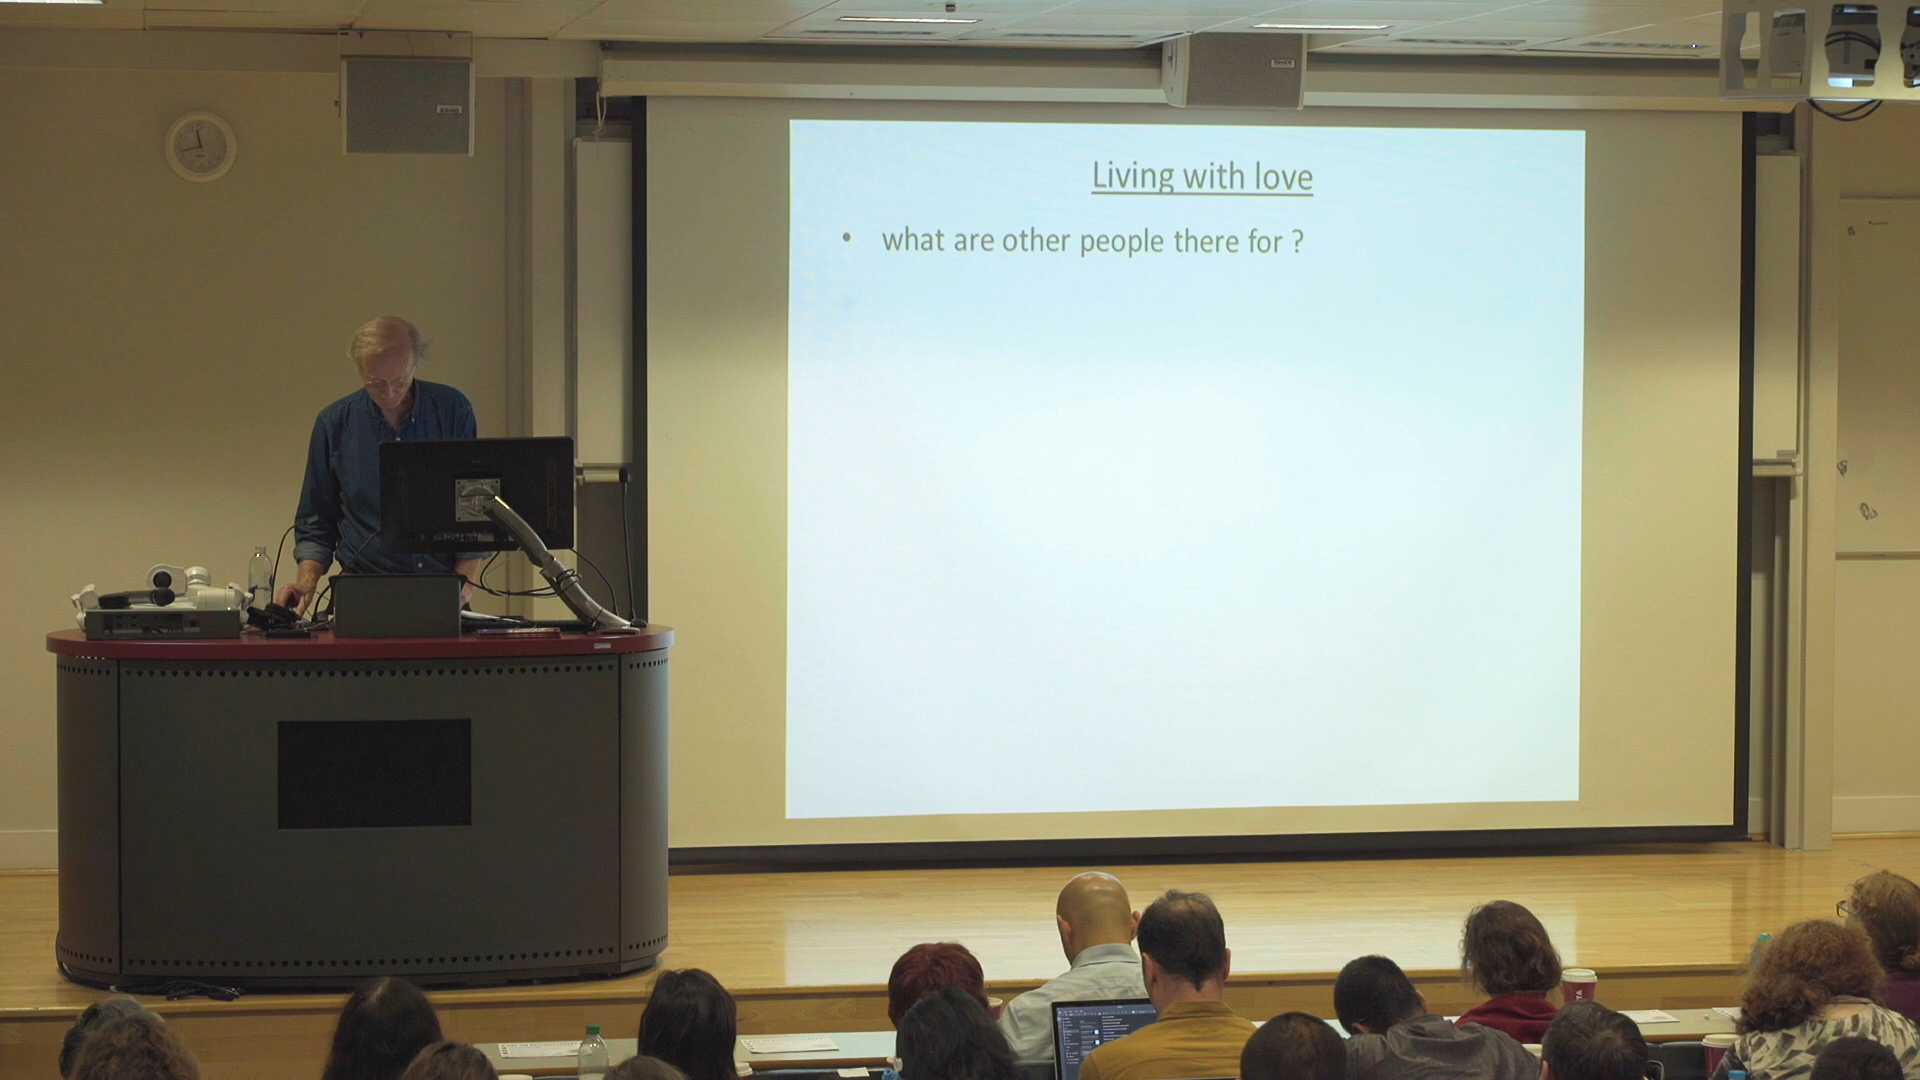 Living with love
• what are other people there for ?